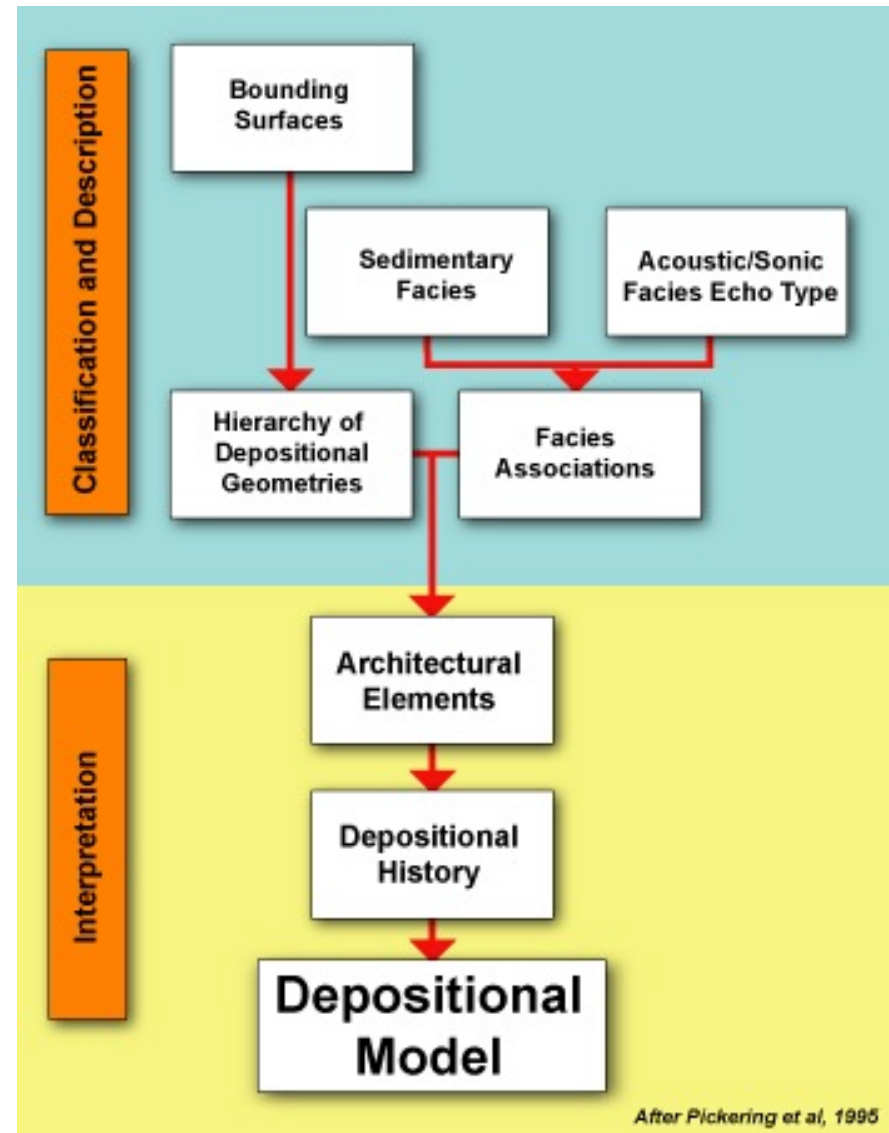 Classification and Description
Bounding
Surfaces
Sedimentary
Facies
Acoustic/Sonic
Facies Echo Type
Hierarchy of
Depositional
Geometries
Facies
Associations
Interpretation
Architectural
Elements
Depositional
History
Depositional
Model
After Pickering et al, 1995